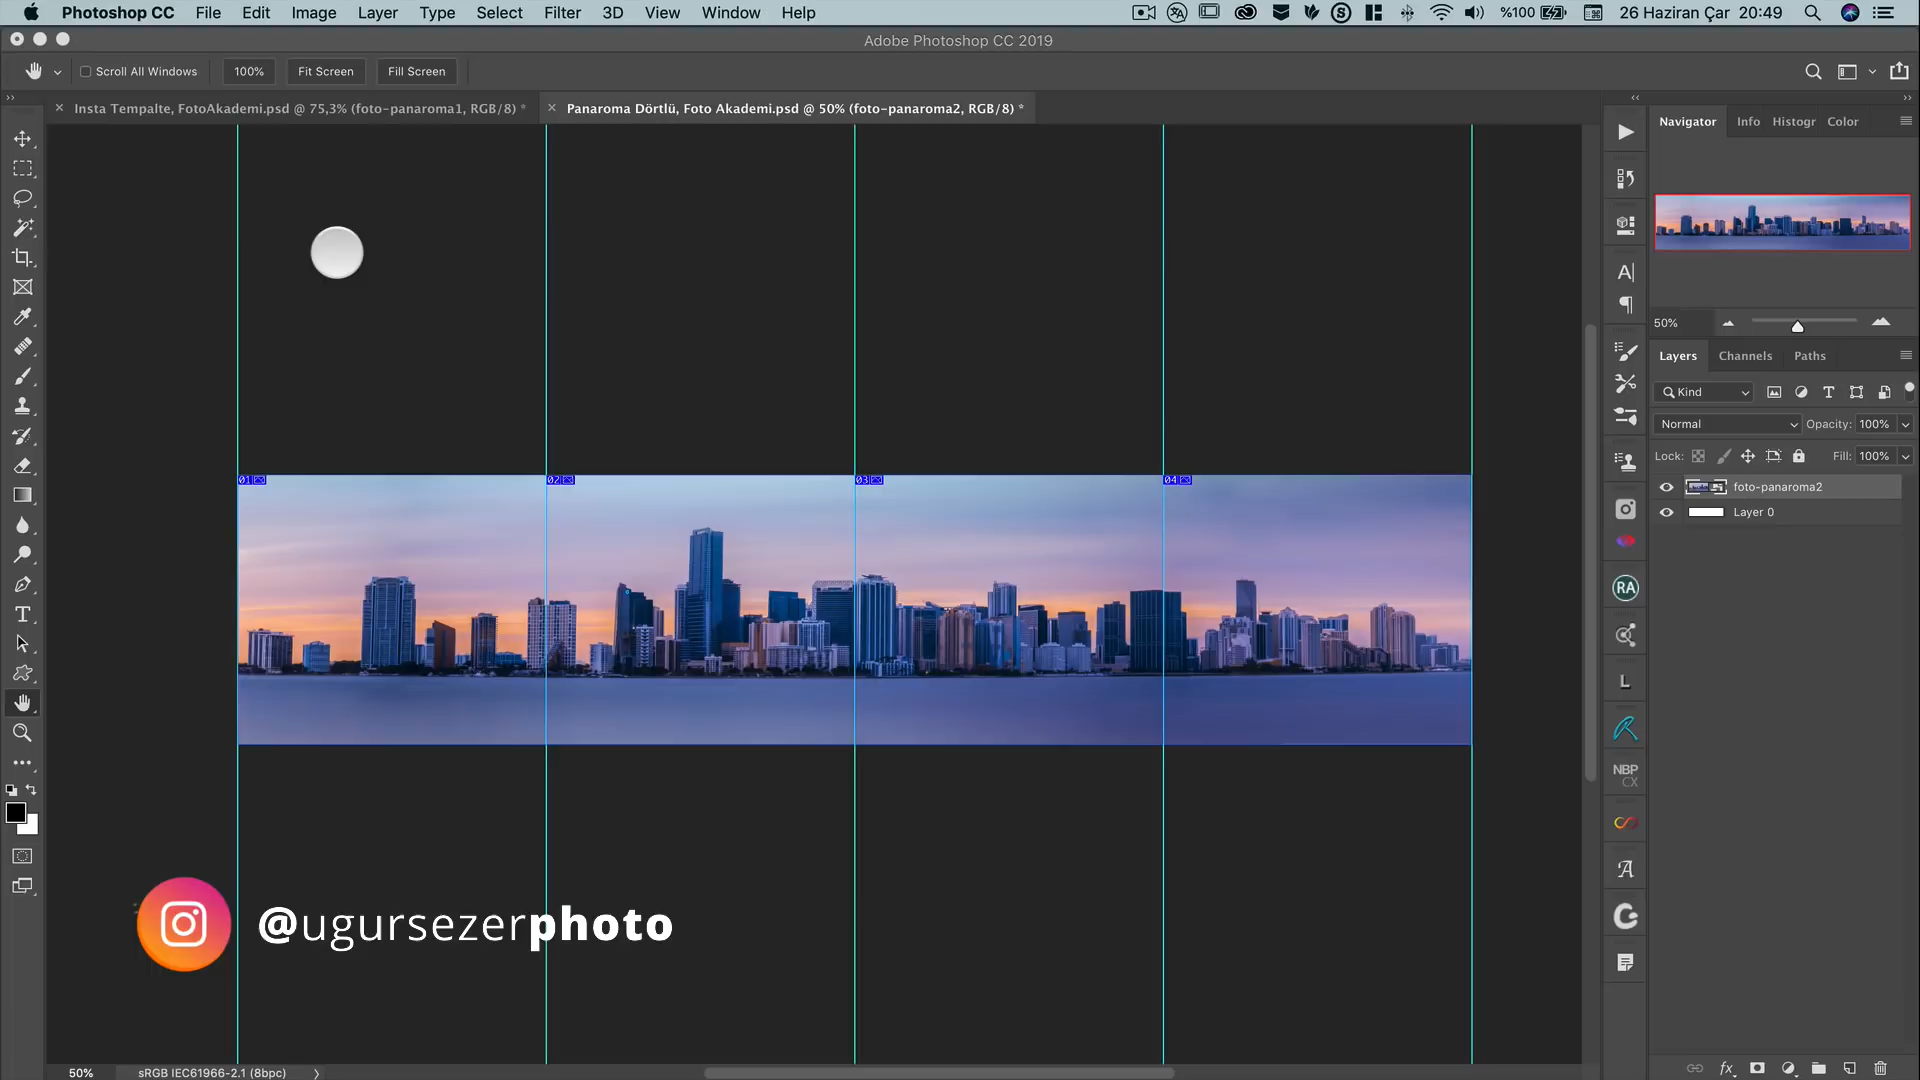 Photoshop CC File Edit Image Layer Type Select Filter 3D View Window Help %100 26 Haziran Çar 20:49
Adobe Photoshop CC 2019
Scroll All Windows 100% Fit Screen Fill Screen
Insta Tempalte, FotoAkademi.psd @ 75,3% (foto-panaroma1, RGB/8) *
Panaroma Dörtlü, Foto Akademi.psd @ 50% (foto-panaroma2, RGB/8) *
Navigator Info Histogr Color
50%
Layers Channels Paths
Kind
Normal Opacity: 100%
Lock: Fill: 100%
foto-panaroma2
Layer 0
01 02 03 04
RA
L
NBP
CX
@ugursezerphoto
50% sRGB IEC61966-2.1 (8bpc)
fx